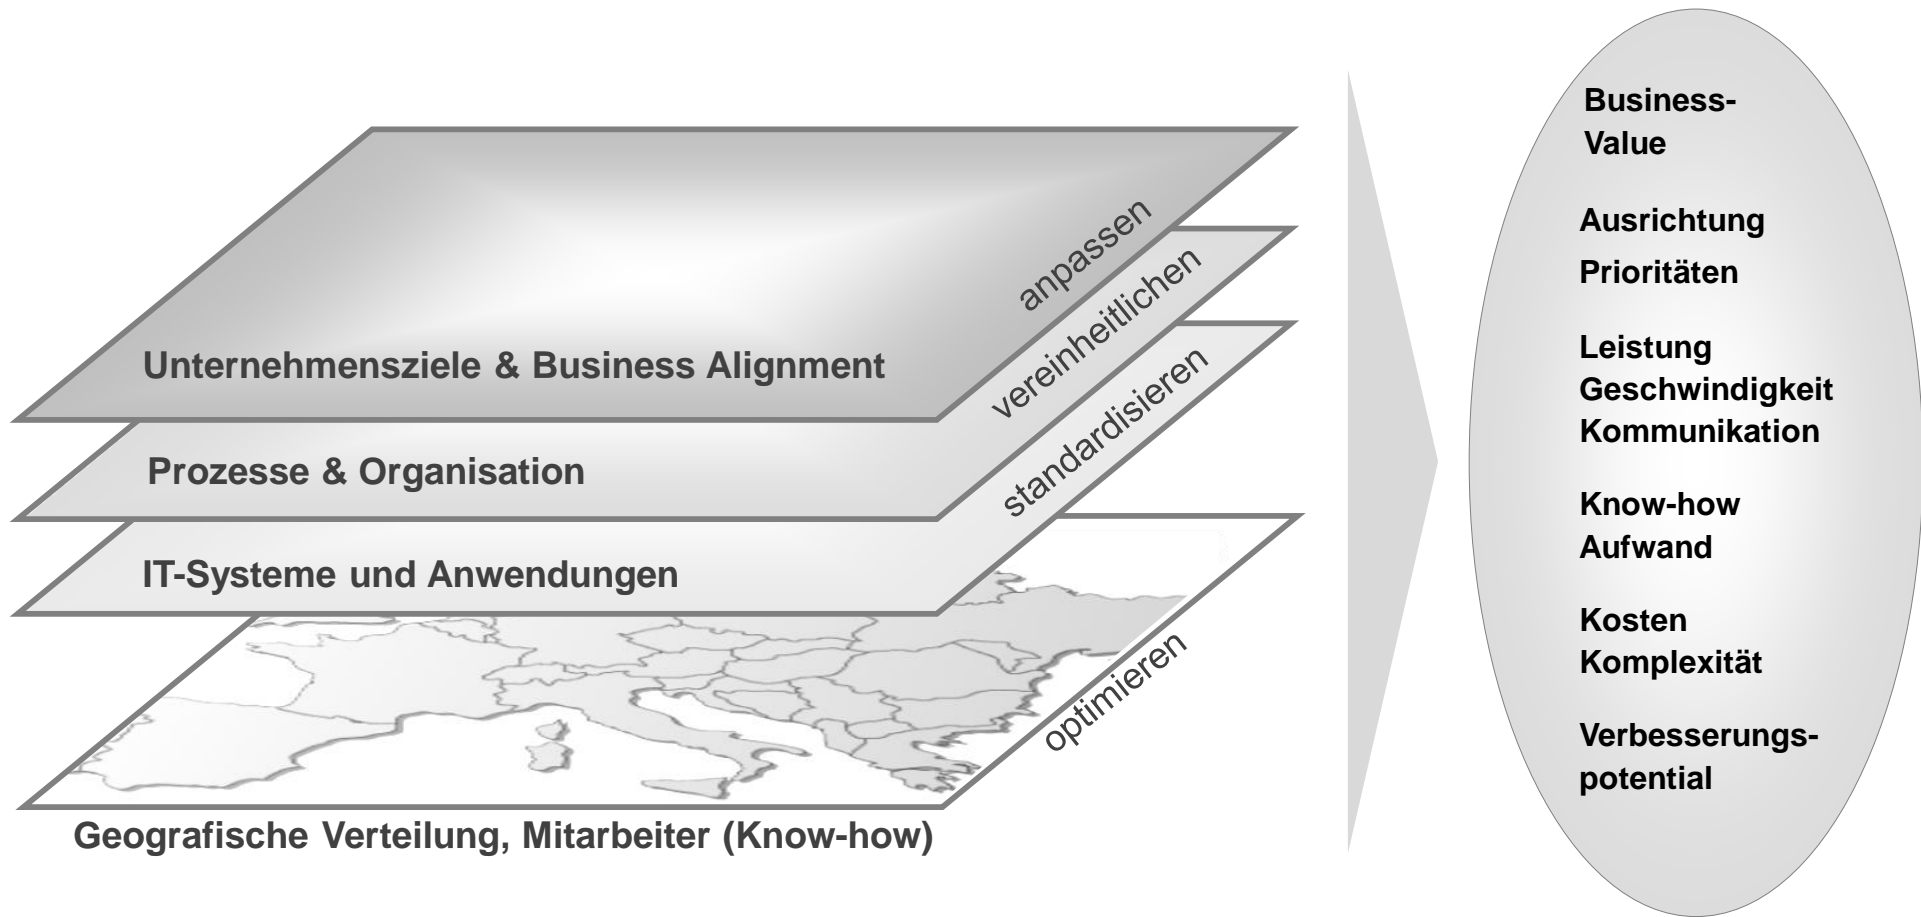 anpassen
Unternehmensziele & Business Alignment
vereinheitlichen
Prozesse & Organisation
standardisieren
IT-Systeme und Anwendungen
optimieren
Geografische Verteilung, Mitarbeiter (Know-how)
Business-
Value
Ausrichtung
Prioritäten
Leistung
Geschwindigkeit
Kommunikation
Know-how
Aufwand
Kosten
Komplexität
Verbesserungs-
potential